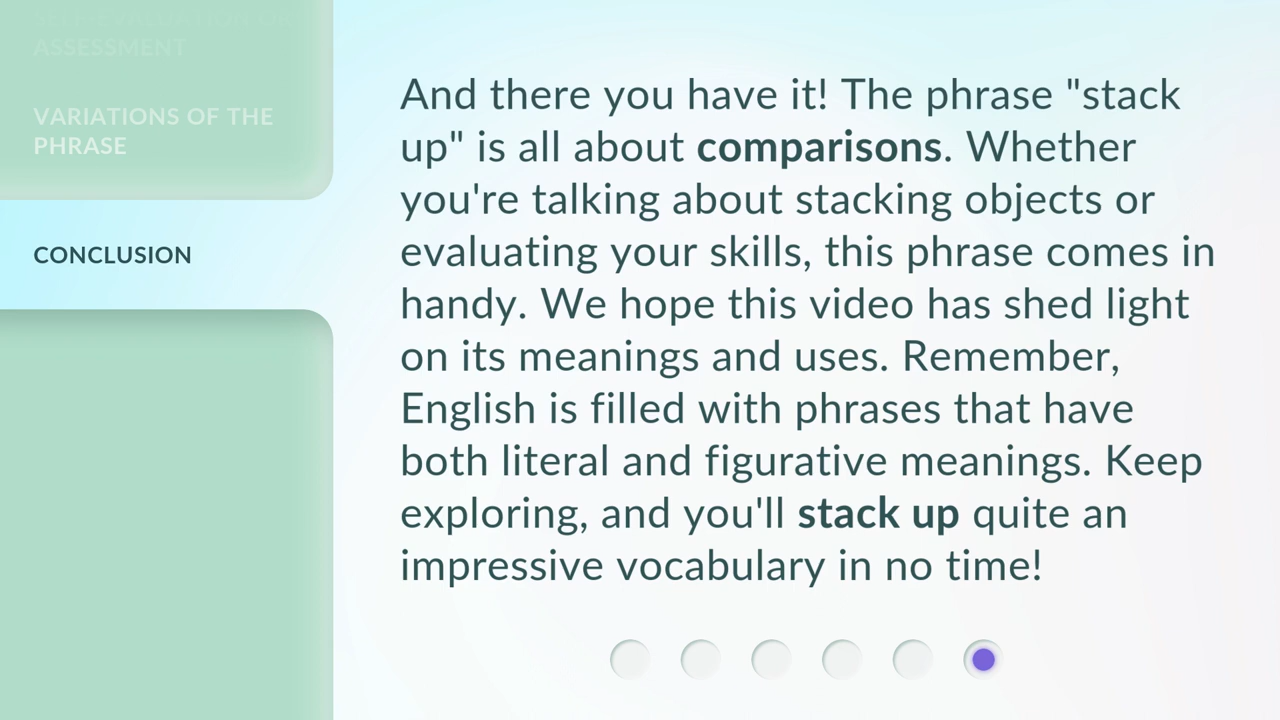 ASSESSMENT
VARIATIONS OF THE
PHRASE
CONCLUSION
And there you have it! The phrase "stack
up" is all about comparisons. Whether
you're talking about stacking objects or
evaluating your skills, this phrase comes in
handy. We hope this video has shed light
on its meanings and uses. Remember,
English is filled with phrases that have
both literal and figurative meanings. Keep
exploring, and you'll stack up quite an
impressive vocabulary in no time!